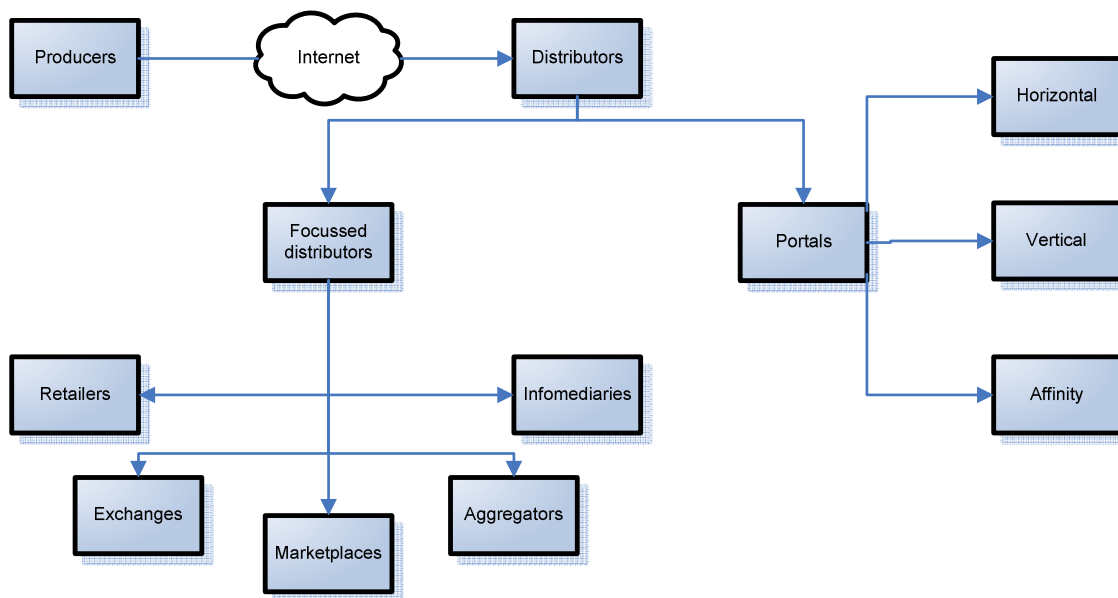 Producers
Internet
Distributors
Horizontal
Focussed
distributors
Portals
Vertical
Retailers
Infomediaries
Affinity
Exchanges
Marketplaces
Aggregators